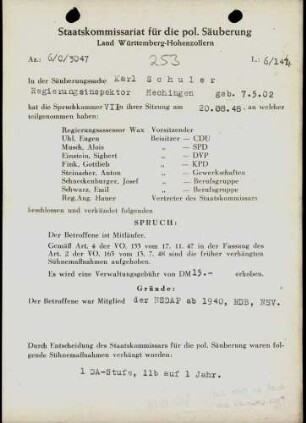 Staatskommissariat für die pol. Säuberung
Land Württemberg-Hohenzollern
Az.: 6/C/5047
253
L: 6/1474
In der Säuberungssache Karl Schuler
Regierungsinspektor Hechingen geb. 7.5.02
hat die Spruchkammer VII in ihrer Sitzung am 20.08.48. an welcher
teilgenommen haben:
Regierungsassessor Wax Vorsitzender
Uhl, Eugen Beisitzer — CDU
Musch, Alois „ — SPD
Einstein, Sigbert „ — DVP
Fink, Gottlieb „ — KPD
Steinacher, Anton „ — Gewerkschaften
Schneckenburger, Josef „ — Berufsgruppe
Schwarz, Emil „ — Berufsgruppe
Reg.Ang. Hauer Vertreter des Staatskommissars
beschlossen und verkündet folgenden
SPRUCH:
Der Betroffene ist Mitläufer.
Gemäß Art. 4 der VO. 133 vom 17. 11. 47 in der Fassung des
Art. 2 der VO. 165 vom 13. 7. 48 sind die früher verhängten
Sühnemaßnahmen aufgehoben.
Es wird eine Verwaltungsgebühr von DM 15.- erhoben.
Gründe:
Der Betroffene war Mitglied der NSDAP ab 1940, RDB, NSV.
Durch Entscheidung des Staatskommissars für die pol. Säuberung waren fol-
gende Sühnemaßnahmen verhängt worden:
1 DA-Stufe, 11b auf 1 Jahr.